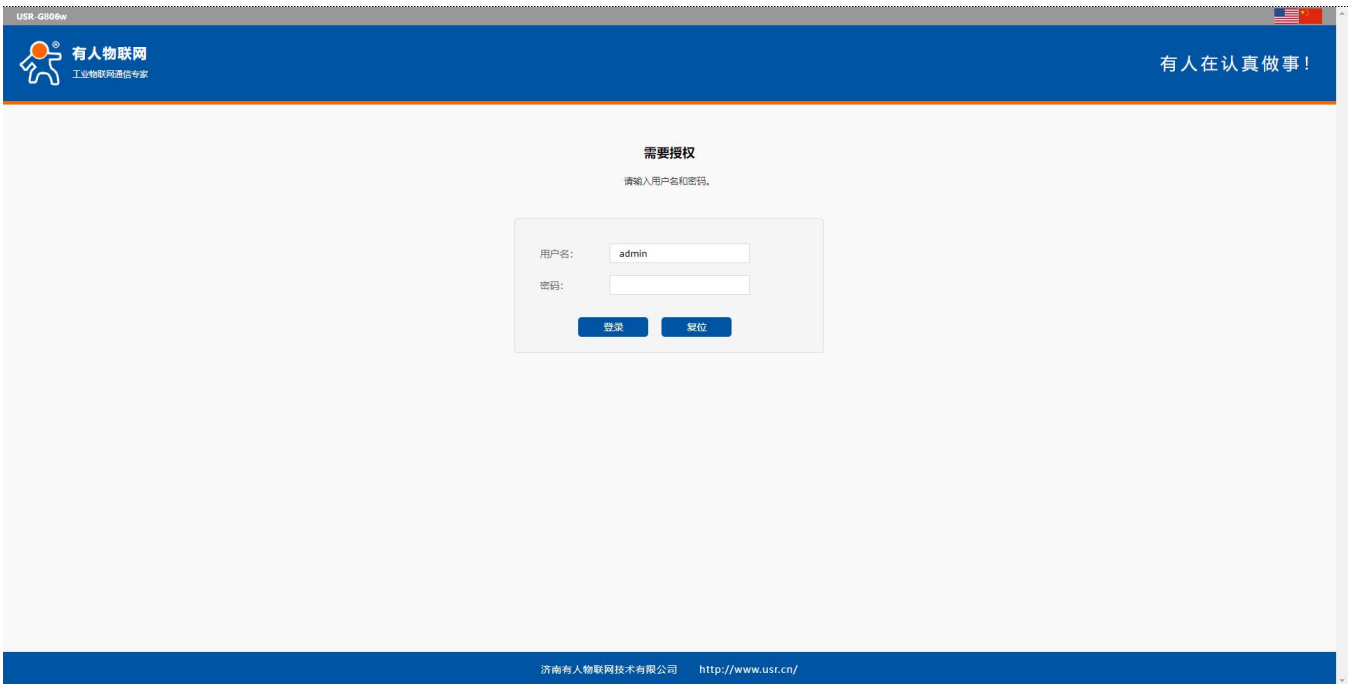 USR-G806w
有人物联网
工业物联网通信专家
有人在认真做事！
需要授权
请输入用户名和密码。
用户名： admin
密码：
登录 复位
济南有人物联网技术有限公司 http://www.usr.cn/